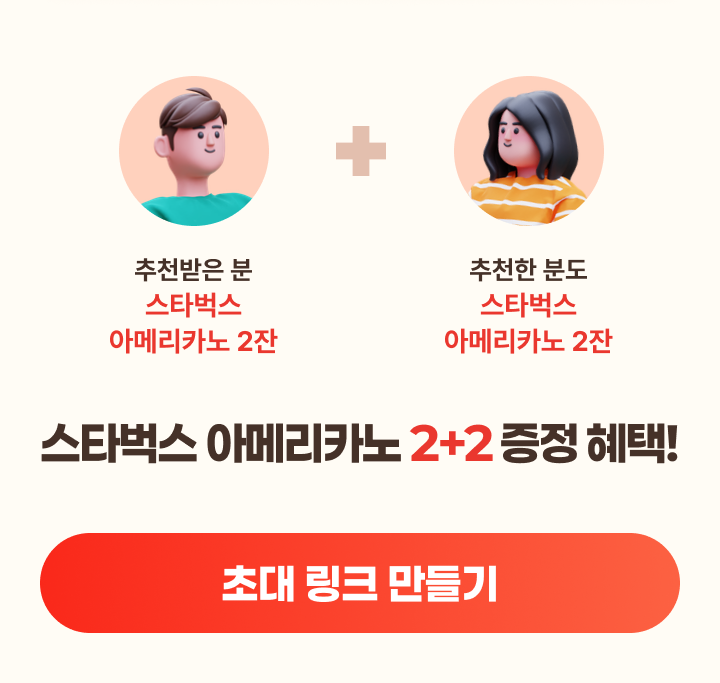 추천받은 분
스타벅스
아메리카노 2잔
추천한 분도
스타벅스
아메리카노 2잔
스타벅스 아메리카노 2+2 증정 혜택!
초대 링크 만들기